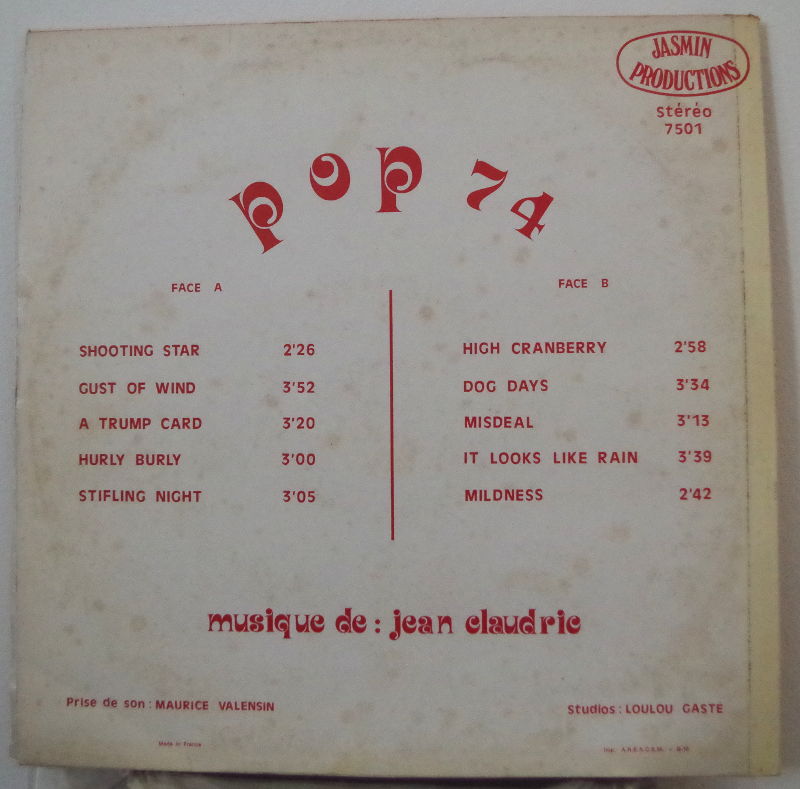 JASMIN
PRODUCTIONS
Stéréo
7501
pop 74
FACE A
SHOOTING STAR 2'26
GUST OF WIND 3'52
A TRUMP CARD 3'20
HURLY BURLY 3'00
STIFLING NIGHT 3'05
FACE B
HIGH CRANBERRY 2'58
DOG DAYS 3'34
MISDEAL 3'13
IT LOOKS LIKE RAIN 3'39
MILDNESS 2'42
musique de : jean claudric
Prise de son : MAURICE VALENSIN
Studios : LOULOU GASTÉ
Made in France
Imp.